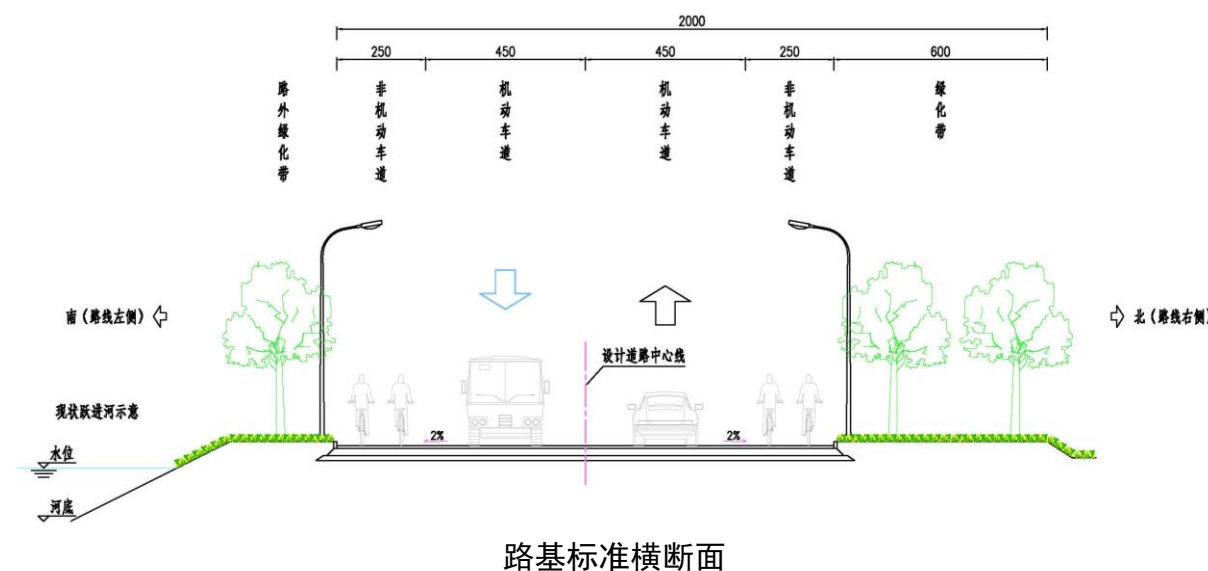 2000
250
450
450
250
600
路外绿化带
非机动车道
机动车道
机动车道
非机动车道
绿化带
南（路线左侧）
北（路线右侧）
设计道路中心线
现状跃进河示意
2%
2%
水位
河底
路基标准横断面